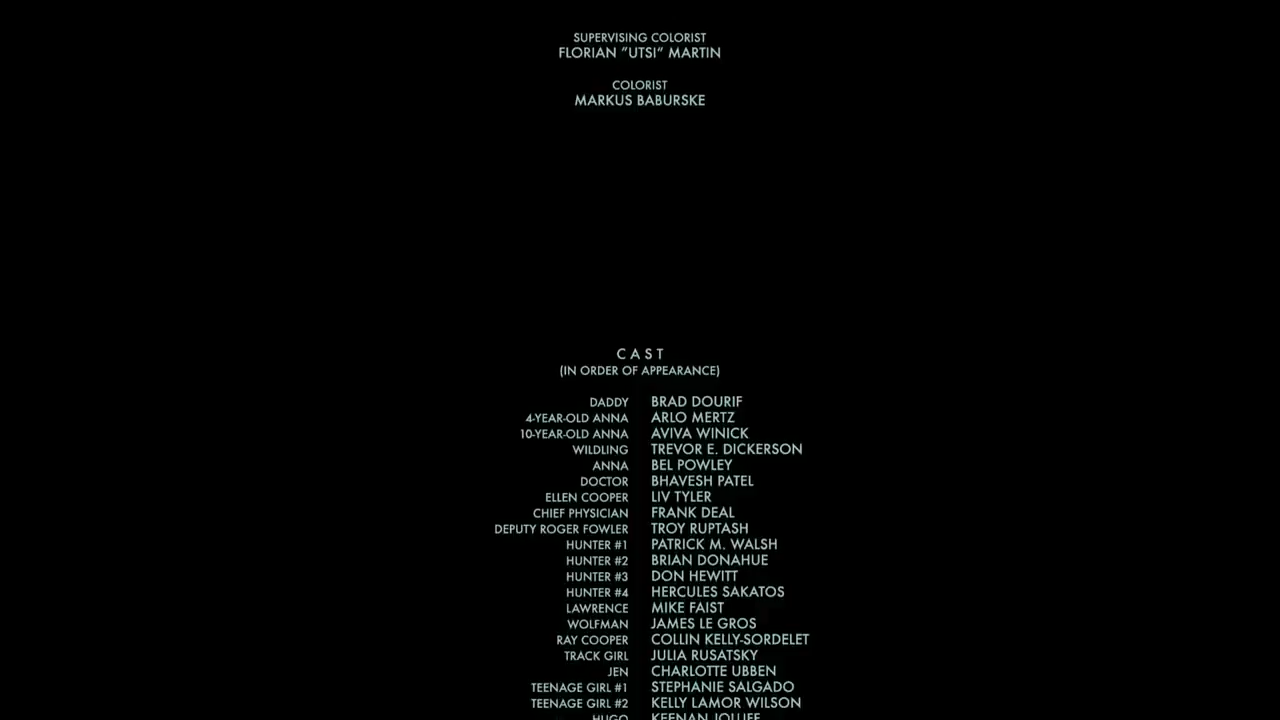 SUPERVISING COLORIST
FLORIAN "UTSI" MARTIN
COLORIST
MARKUS BABURSKE
CAST
(IN ORDER OF APPEARANCE)
DADDY BRAD DOURIF
4-YEAR-OLD ANNA ARLO MERTZ
10-YEAR-OLD ANNA AVIVA WINICK
WILDLING TREVOR E. DICKERSON
ANNA BEL POWLEY
DOCTOR BHAVESH PATEL
ELLEN COOPER LIV TYLER
CHIEF PHYSICIAN FRANK DEAL
DEPUTY ROGER FOWLER TROY RUPTASH
HUNTER #1 PATRICK M. WALSH
HUNTER #2 BRIAN DONAHUE
HUNTER #3 DON HEWITT
HUNTER #4 HERCULES SAKATOS
LAWRENCE MIKE FAIST
WOLFMAN JAMES LE GROS
RAY COOPER COLLIN KELLY-SORDELET
TRACK GIRL JULIA RUSATSKY
JEN CHARLOTTE UBBEN
TEENAGE GIRL #1 STEPHANIE SALGADO
TEENAGE GIRL #2 KELLY LAMOR WILSON
HUGO KEENAN JOLIFF